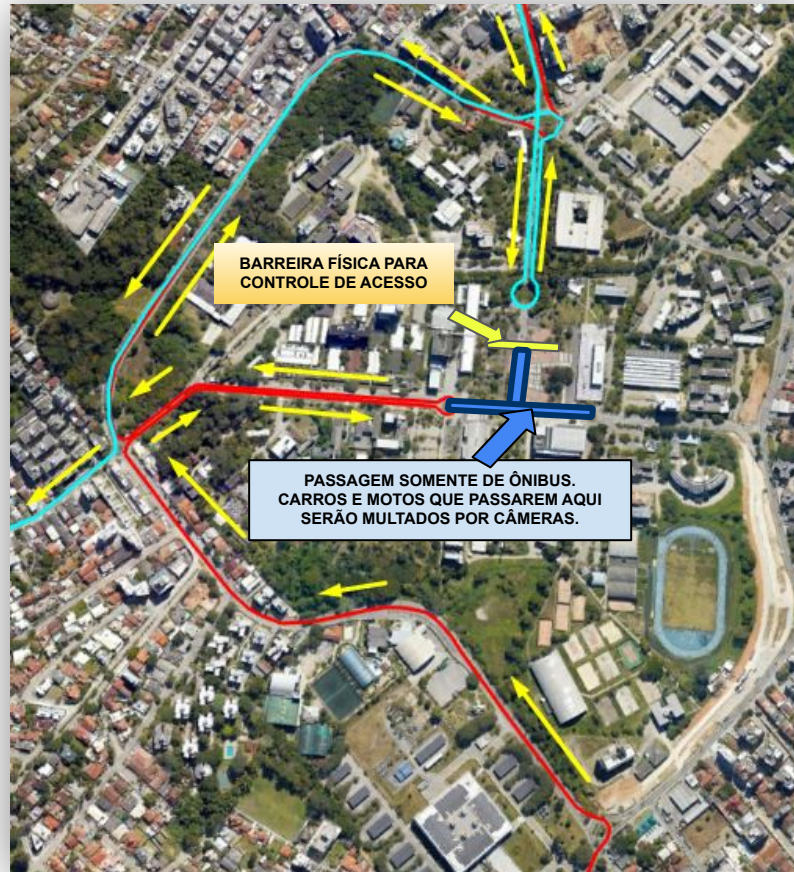 BARREIRA FÍSICA PARA
CONTROLE DE ACESSO
PASSAGEM SOMENTE DE ÔNIBUS.
CARROS E MOTOS QUE PASSAREM AQUI
SERÃO MULTADOS POR CÂMERAS.